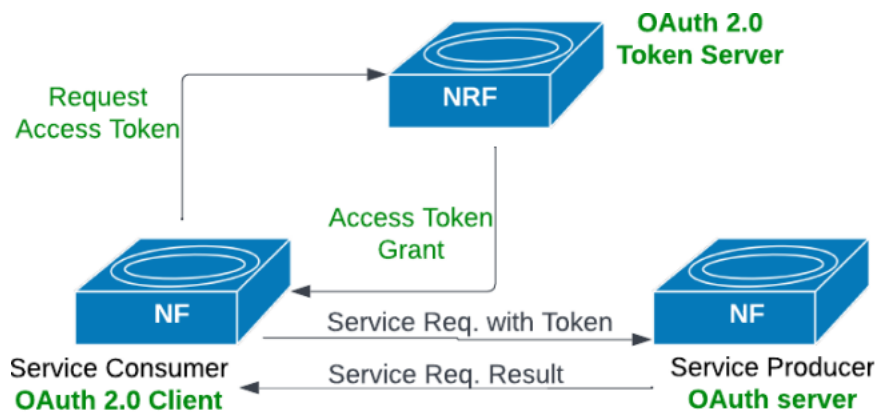 OAuth 2.0
Token Server
NRF
Request
Access Token
Access Token
Grant
NF
Service Req. with Token
NF
Service Consumer
OAuth 2.0 Client
Service Req. Result
Service Producer
OAuth server